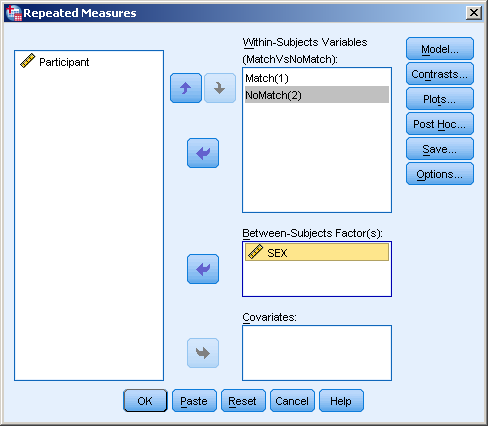 Repeated Measures
Participant
Within-Subjects Variables
(MatchVsNoMatch):
Match(1)
NoMatch(2)
Between-Subjects Factor(s):
SEX
Covariates:
Model...
Contrasts...
Plots...
Post Hoc...
Save...
Options...
OK
Paste
Reset
Cancel
Help